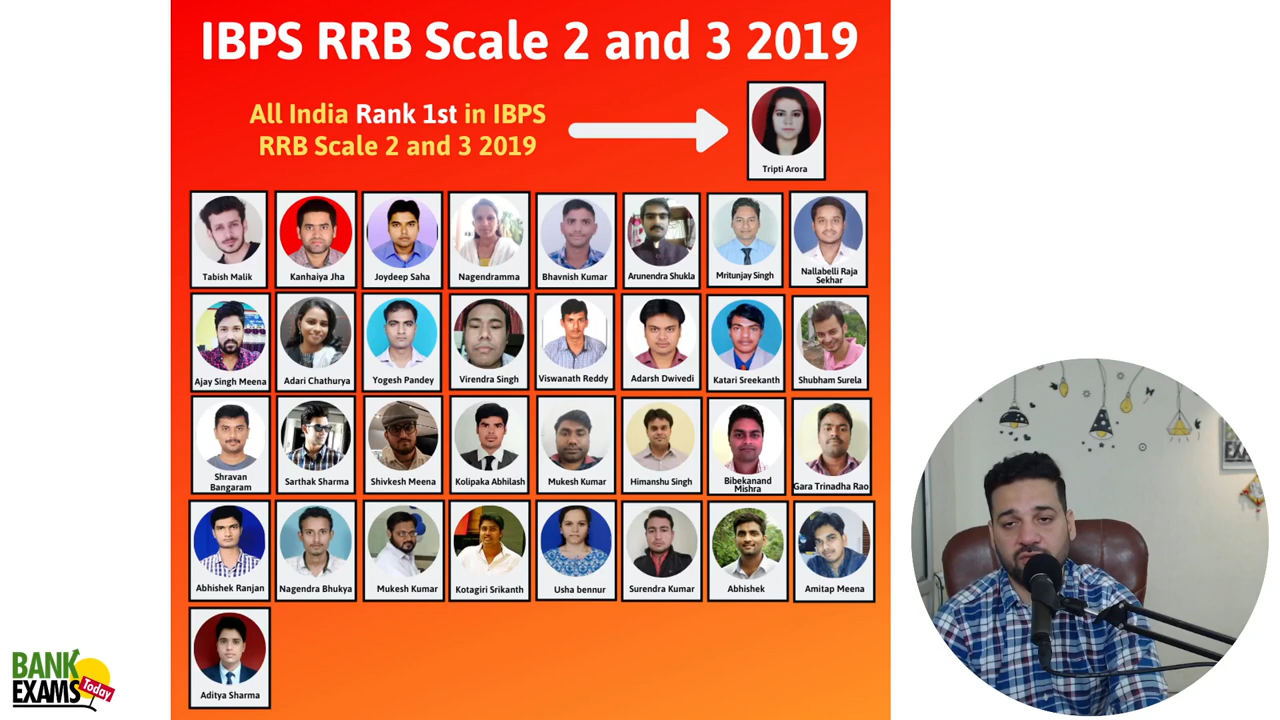 IBPS RRB Scale 2 and 3 2019
All India Rank 1st in IBPS
RRB Scale 2 and 3 2019
Tripti Arora
Tabish Malik
Kanhaiya Jha
Joydeep Saha
Nagendramma
Bhavnish Kumar
Arunendra Shukla
Mritunjay Singh
Nallabelli Raja
Sekhar
Ajay Singh Meena
Adari Chathurya
Yogesh Pandey
Virendra Singh
Viswanath Reddy
Adarsh Dwivedi
Katari Sreekanth
Shubham Surela
Shravan
Bangaram
Sarthak Sharma
Shivkesh Meena
Kolipaka Abhilash
Mukesh Kumar
Himanshu Singh
Bibekanand
Mishra
Gara Trinadha Rao
Abhishek Ranjan
Nagendra Bhukya
Mukesh Kumar
Kotagiri Srikanth
Usha bennur
Surendra Kumar
Abhishek
Amitap Meena
Aditya Sharma
BANK
EXAMS
Today